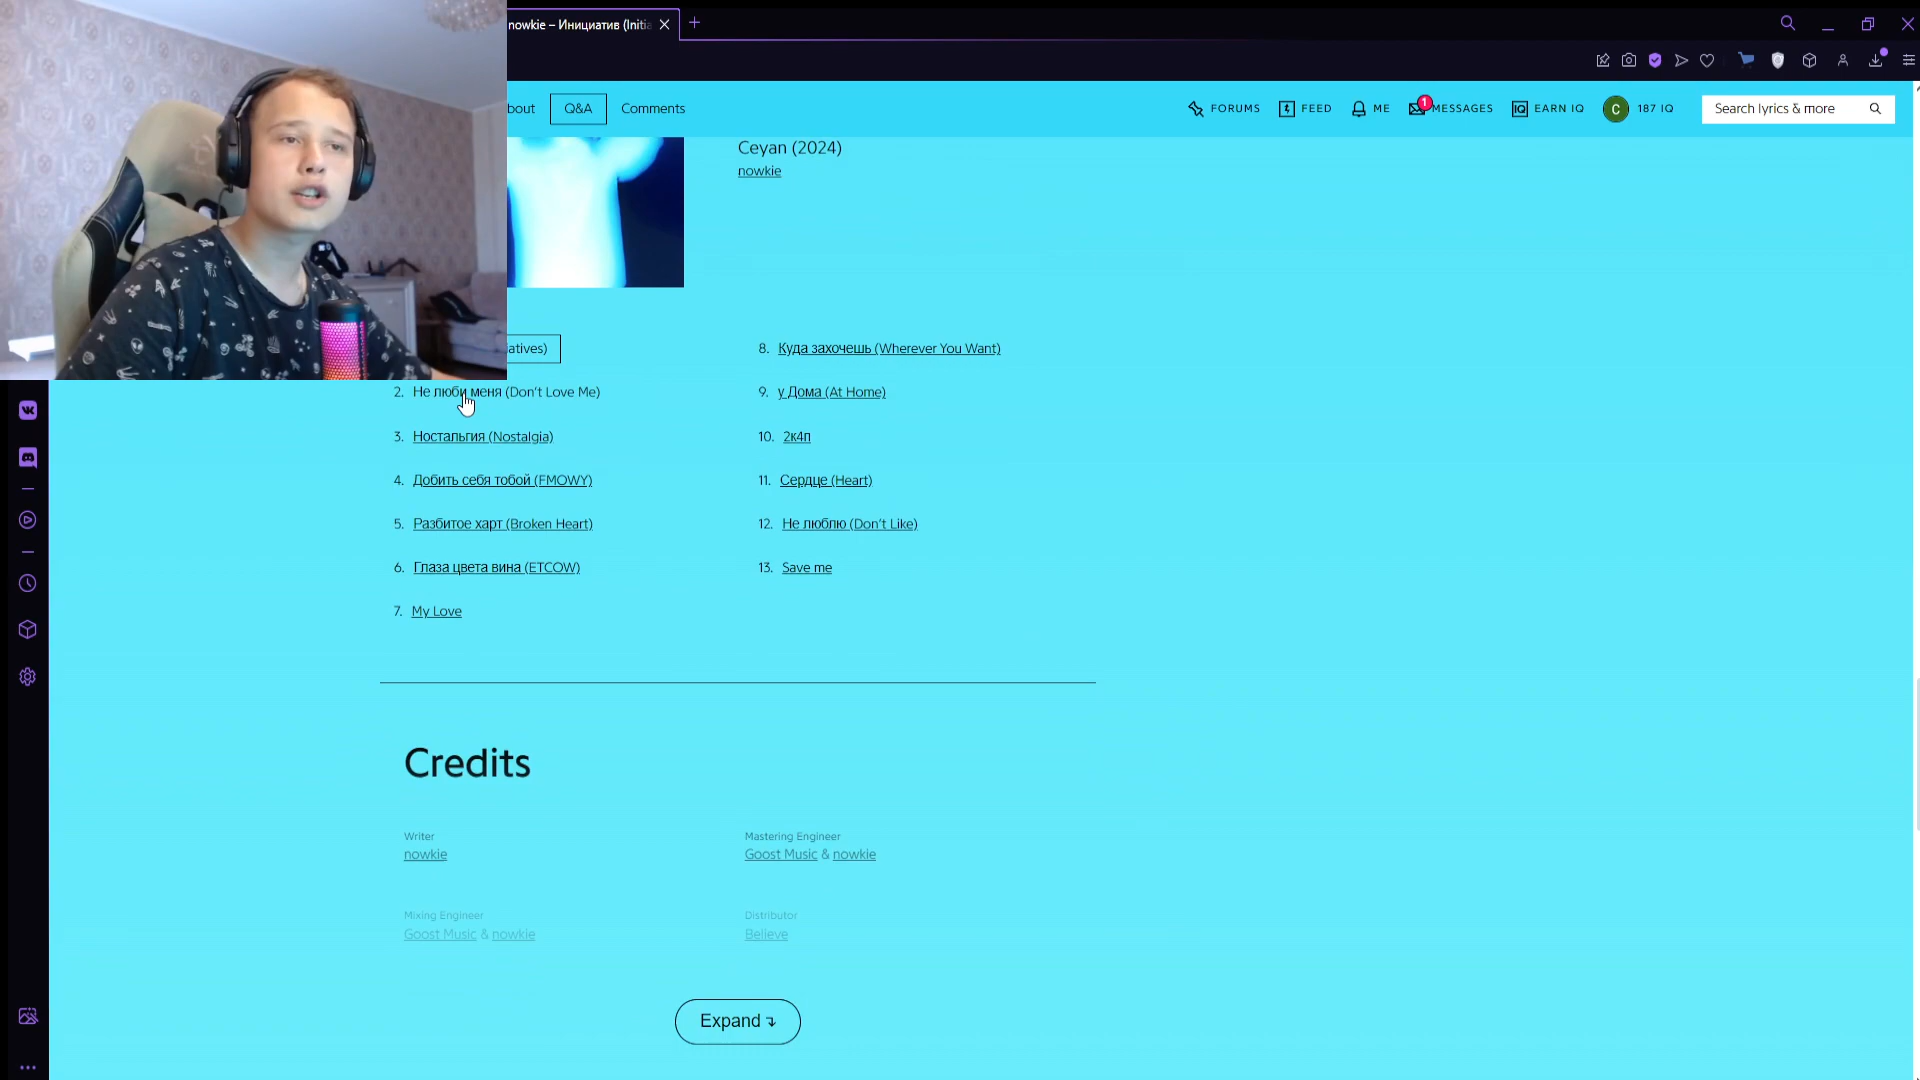 nowkie – Инициатив (Initia
bout
Q&A
Comments
FORUMS
FEED
ME
1
MESSAGES
EARN IQ
C
187 IQ
Search lyrics & more
Ceyan (2024)
nowkie
iatives)
2. Не люби меня (Don't Love Me)
3. Ностальгия (Nostalgia)
4. Добить себя тобой (FMOWY)
5. Разбитое харт (Broken Heart)
6. Глаза цвета вина (ETCOW)
7. My Love
8. Куда захочешь (Wherever You Want)
9. у Дома (At Home)
10. 2к4п
11. Сердце (Heart)
12. Не люблю (Don't Like)
13. Save me
Credits
Writer
nowkie
Mastering Engineer
Goost Music & nowkie
Mixing Engineer
Goost Music & nowkie
Distributor
Believe
Expand